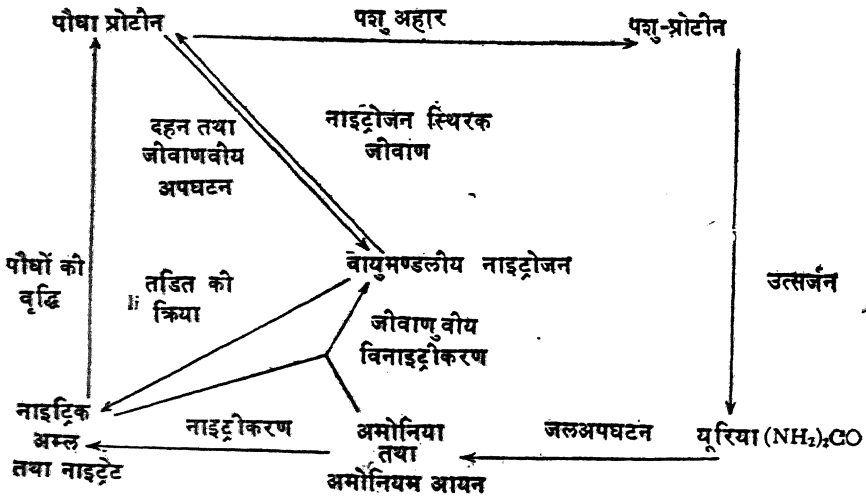 पौधा प्रोटीन
पशु अहार
पशु-प्रोटीन
दहन तथा
जीवाणवीय
अपघटन
नाइट्रोजन स्थिरक
जीवाण
पौधों की
वृद्धि
तडित की
क्रिया
वायुमण्डलीय नाइट्रोजन
उत्सर्जन
जीवाणुवीय
विनाइट्रीकरण
नाइट्रिक
अम्ल
तथा नाइट्रेट
नाइट्रीकरण
अमोनिया
तथा
अमोनियम आयन
जलअपघटन
यूरिया (NH₂)₂CO